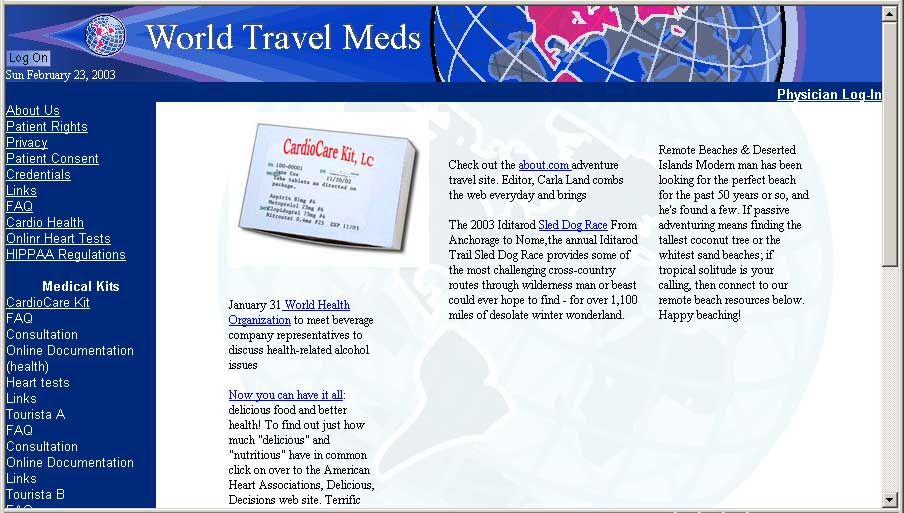 World Travel Meds
Log On
Sun February 23, 2003
Physician Log-In
About Us
Patient Rights
Privacy
Patient Consent
Credentials
Links
FAQ
Cardio Health
Onlinr Heart Tests
HIPPAA Regulations
Medical Kits
CardioCare Kit
FAQ
Consultation
Online Documentation
(health)
Heart tests
Links
Tourista A
FAQ
Consultation
Online Documentation
Links
Tourista B
FAQ
CardioCare Kit, LC
100-00001
Jane Coe
11/20/02
Take tablets as directed on
package.
Aspirin 81mg #4
Metoprolol 25mg #4
Clopidogrel 75mg #4
Nitrostat 0.4mg #25 EXP 11/03
January 31 World Health
Organization to meet beverage
company representatives to
discuss health-related alcohol
issues
Now you can have it all:
delicious food and better
health! To find out just how
much "delicious" and
"nutritious" have in common
click on over to the American
Heart Associations, Delicious,
Decisions web site. Terrific
Check out the about.com adventure
travel site. Editor, Carla Land combs
the web everyday and brings
The 2003 Iditarod Sled Dog Race From
Anchorage to Nome,the annual Iditarod
Trail Sled Dog Race provides some of
the most challenging cross-country
routes through wilderness man or beast
could ever hope to find - for over 1,100
miles of desolate winter wonderland.
Remote Beaches & Deserted
Islands Modern man has been
looking for the perfect beach
for the past 50 years or so, and
he's found a few. If passive
adventuring means finding the
tallest coconut tree or the
whitest sand beaches; if
tropical solitude is your
calling, then connect to our
remote beach resources below.
Happy beaching!